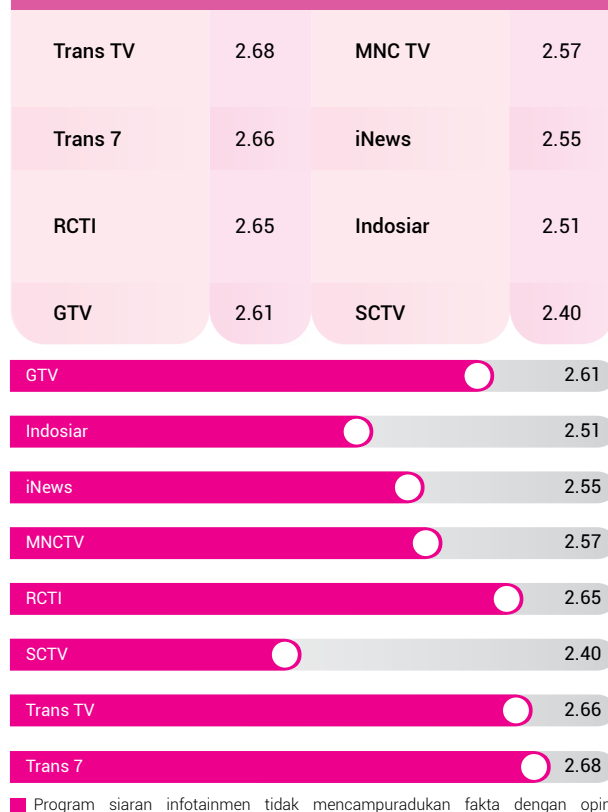 Trans TV 2.68 MNC TV 2.57
Trans 7 2.66 iNews 2.55
RCTI 2.65 Indosiar 2.51
GTV 2.61 SCTV 2.40
GTV 2.61
Indosiar 2.51
iNews 2.55
MNCTV 2.57
RCTI 2.65
SCTV 2.40
Trans TV 2.66
Trans 7 2.68
Program siaran infotainmen tidak mencampuradukan fakta dengan opin